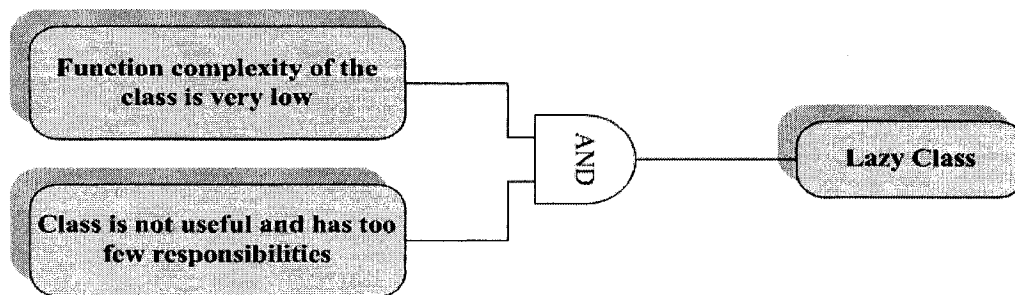 Function complexity of the
class is very low
AND
Lazy Class
Class is not useful and has too
few responsibilities